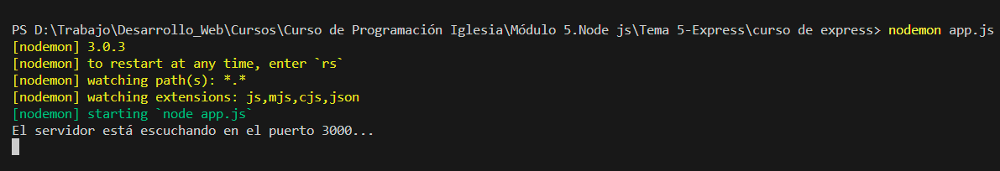 PS D:\Trabajo\Desarrollo_Web\Cursos\Curso de Programación Iglesia\Módulo 5.Node js\Tema 5-Express\curso de express> nodemon app.js
[nodemon] 3.0.3
[nodemon] to restart at any time, enter `rs`
[nodemon] watching path(s): *.*
[nodemon] watching extensions: js,mjs,cjs,json
[nodemon] starting `node app.js`
El servidor está escuchando en el puerto 3000...